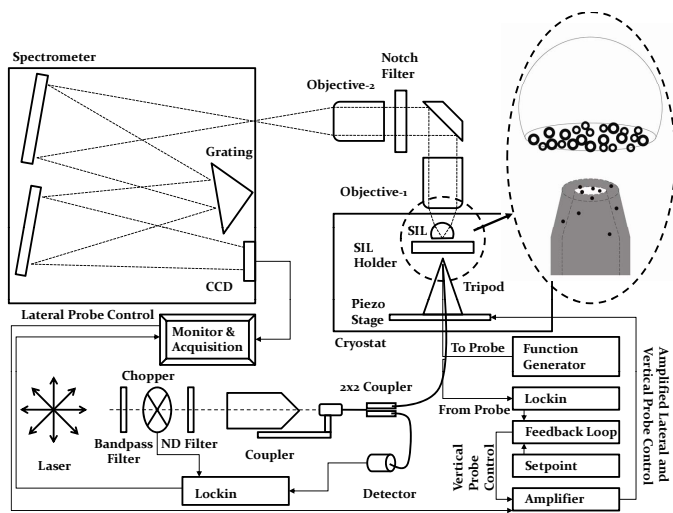 Spectrometer
Notch
Filter
Objective-2
Grating
Objective-1
SIL
SIL
Holder
CCD
Tripod
Piezo
Stage
Cryostat
Lateral Probe Control
Monitor &
Acquisition
To Probe
Function
Generator
Amplified Lateral and
Vertical Probe Control
Chopper
2x2 Coupler
From Probe
Lockin
Feedback Loop
Bandpass
Filter
ND Filter
Coupler
Laser
Vertical
Probe
Control
Setpoint
Lockin
Detector
Amplifier